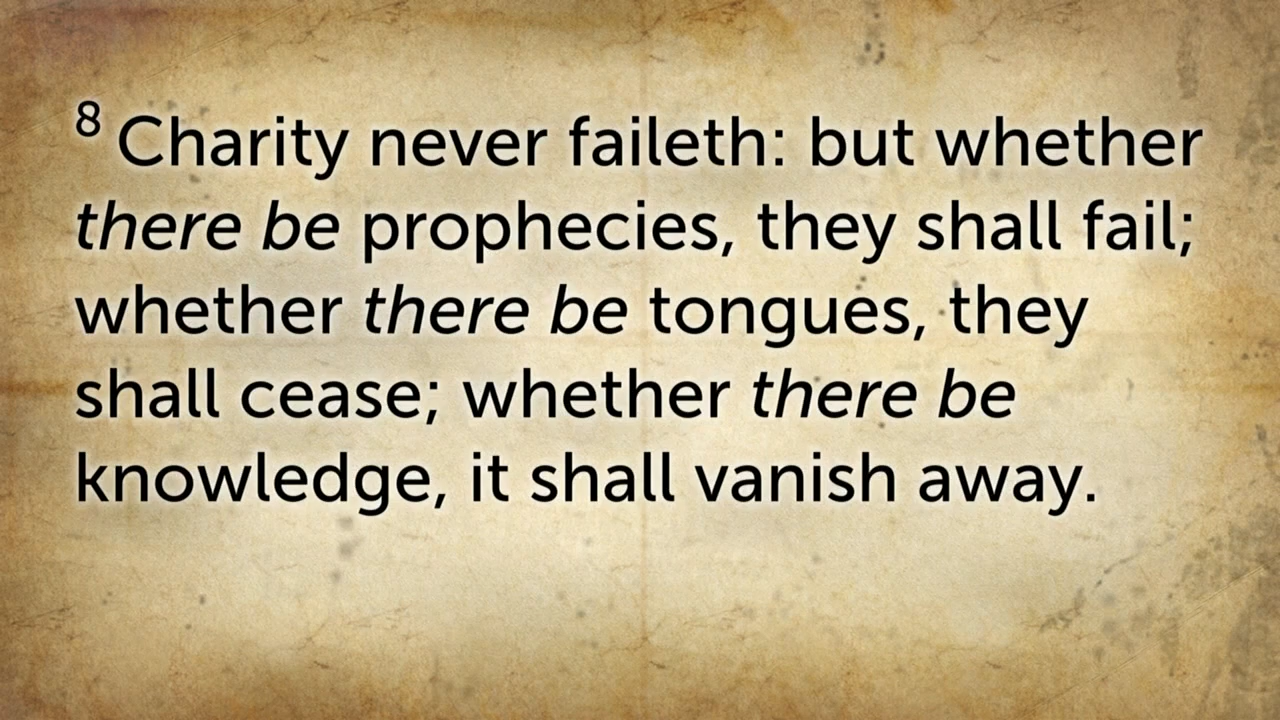 8 Charity never faileth: but whether
there be prophecies, they shall fail;
whether there be tongues, they
shall cease; whether there be
knowledge, it shall vanish away.